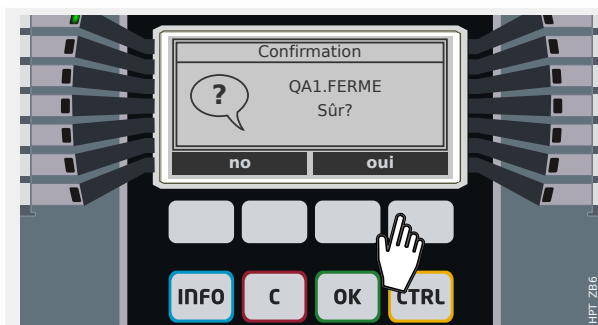 Confirmation
?
QA1.FERME
Sûr?
no oui
INFO C OK CTRL
HPT ZB6